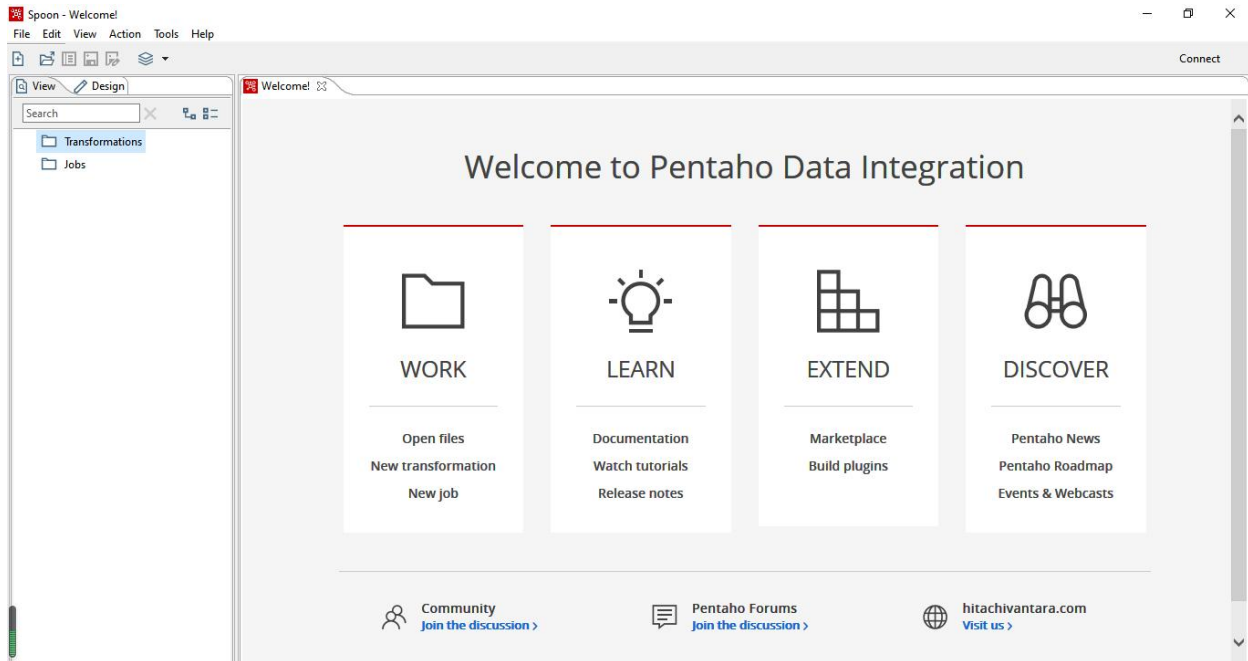 Spoon - Welcome!
File Edit View Action Tools Help
Connect
View Design
Welcome!
Search
Transformations
Jobs
Welcome to Pentaho Data Integration
WORK
Open files
New transformation
New job
LEARN
Documentation
Watch tutorials
Release notes
EXTEND
Marketplace
Build plugins
DISCOVER
Pentaho News
Pentaho Roadmap
Events & Webcasts
Community
Join the discussion >
Pentaho Forums
Join the discussion >
hitachivantara.com
Visit us >